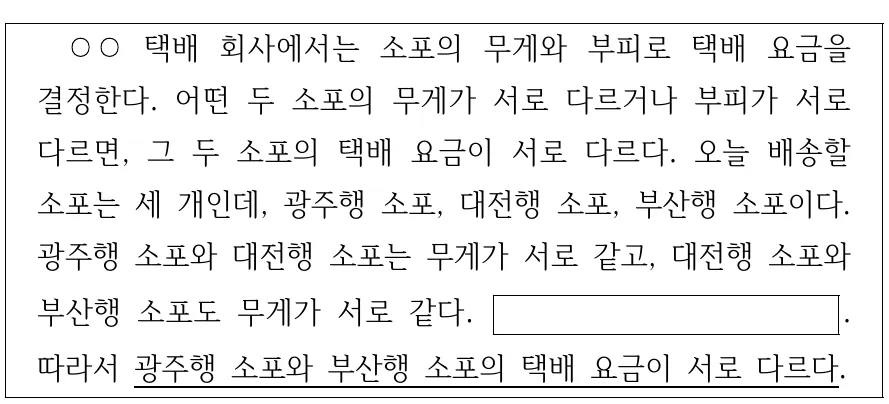 ○○ 택배 회사에서는 소포의 무게와 부피로 택배 요금을
결정한다. 어떤 두 소포의 무게가 서로 다르거나 부피가 서로
다르면, 그 두 소포의 택배 요금이 서로 다르다. 오늘 배송할
소포는 세 개인데, 광주행 소포, 대전행 소포, 부산행 소포이다.
광주행 소포와 대전행 소포는 무게가 서로 같고, 대전행 소포와
부산행 소포도 무게가 서로 같다. .
따라서 광주행 소포와 부산행 소포의 택배 요금이 서로 다르다.